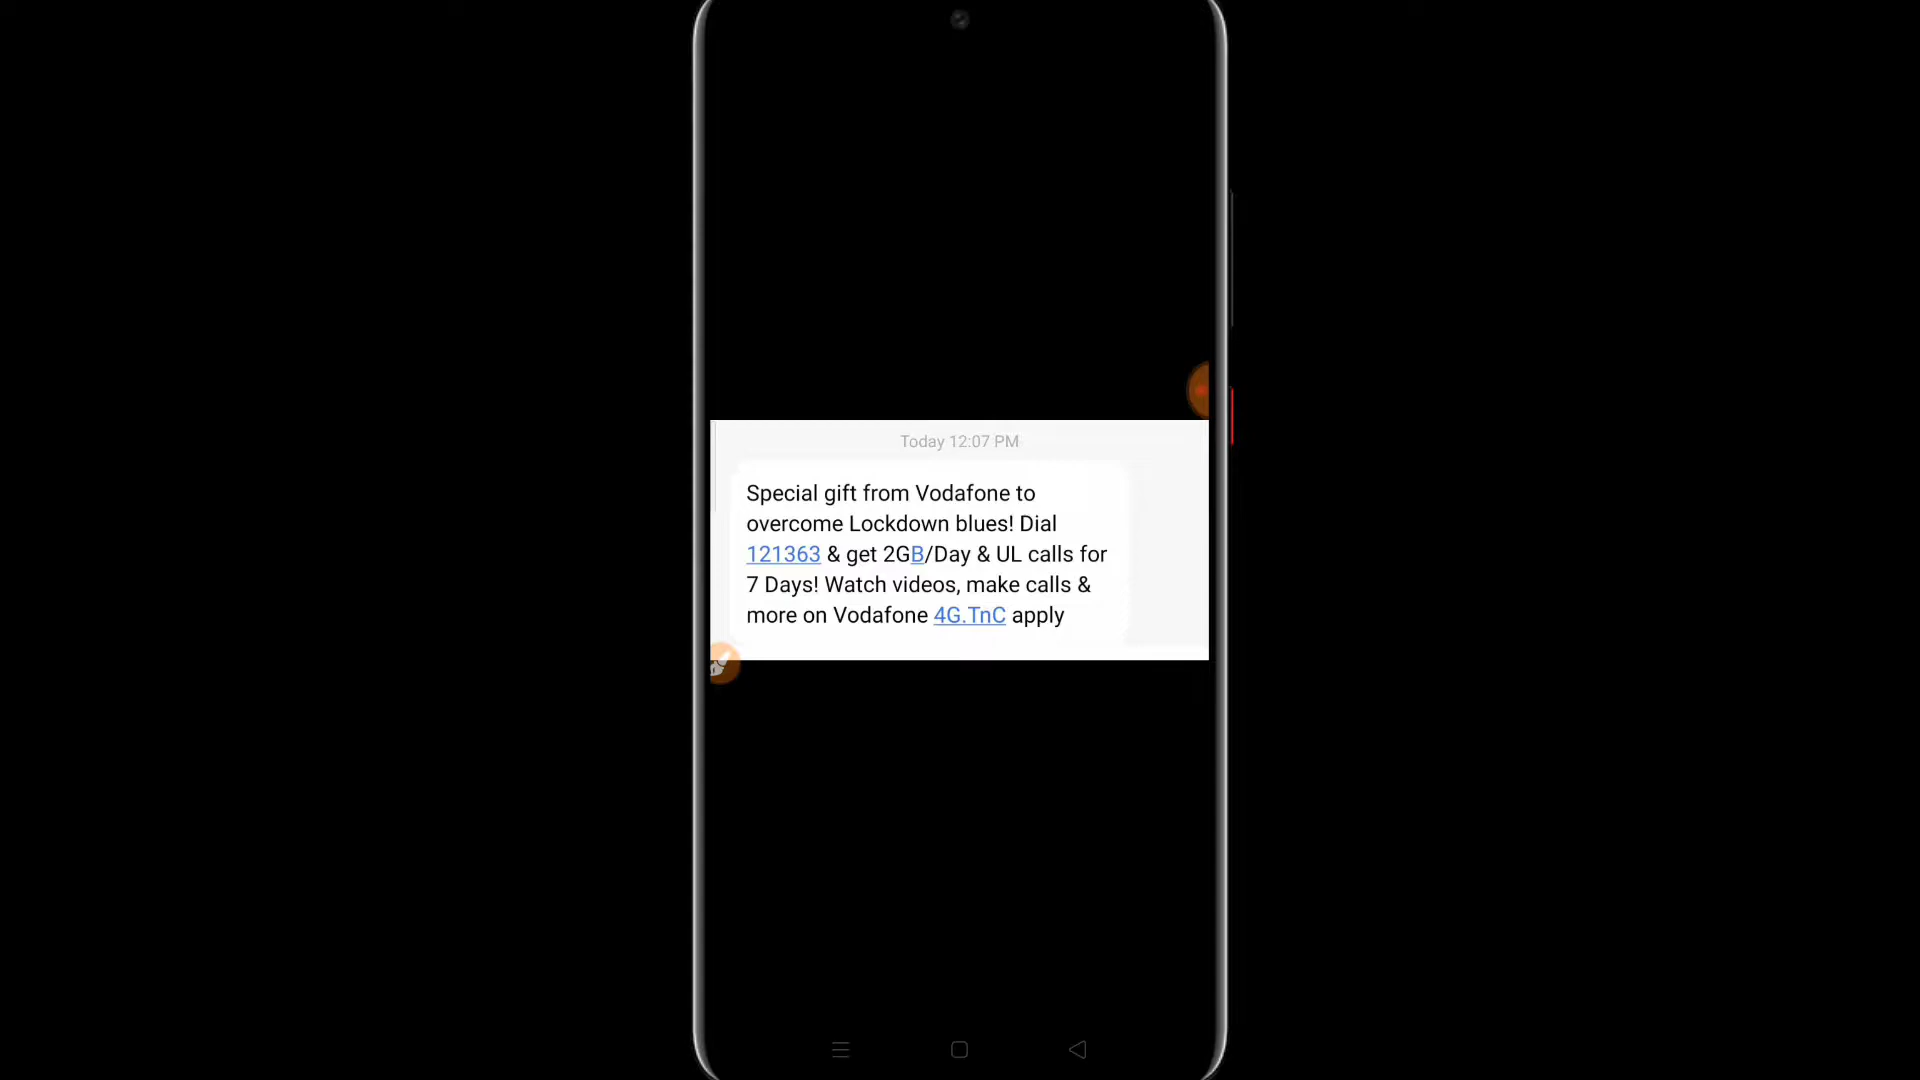 Today 12:07 PM
Special gift from Vodafone to
overcome Lockdown blues! Dial
121363 & get 2GB/Day & UL calls for
7 Days! Watch videos, make calls &
more on Vodafone 4G.TnC apply